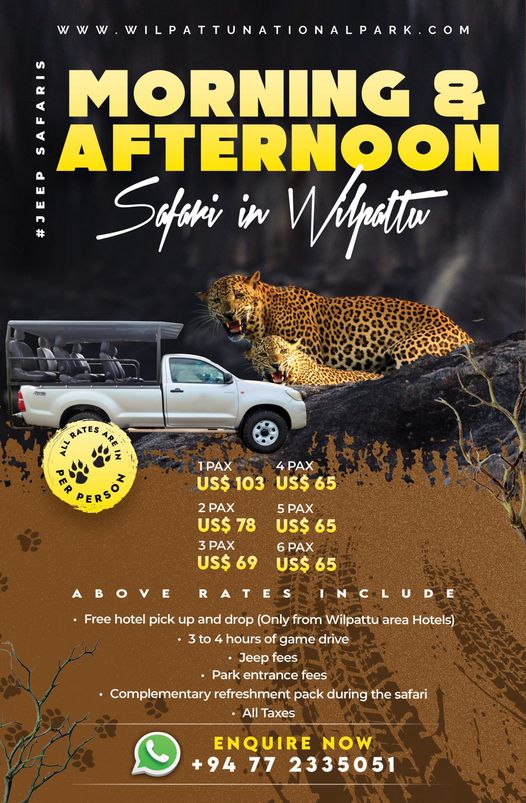 WWW.WILPATTUNATIONALPARK.COM
#JEEP SAFARIS
MORNING &
AFTERNOON
Safari in Wilpattu
ALL RATES ARE IN
PER PERSON
1 PAX
US$ 103
4 PAX
US$ 65
2 PAX
US$ 78
5 PAX
US$ 65
3 PAX
US$ 69
6 PAX
US$ 65
ABOVE RATES INCLUDE
• Free hotel pick up and drop (Only from Wilpattu area Hotels)
• 3 to 4 hours of game drive
• Jeep fees
• Park entrance fees
• Complementary refreshment pack during the safari
• All Taxes
ENQUIRE NOW
+94 77 2335051